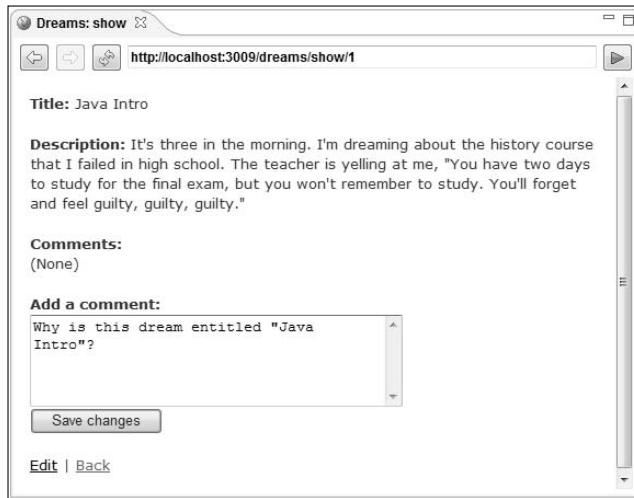 Dreams: show
http://localhost:3009/dreams/show/1
Title: Java Intro
Description: It's three in the morning. I'm dreaming about the history course
that I failed in high school. The teacher is yelling at me, "You have two days
to study for the final exam, but you won't remember to study. You'll forget
and feel guilty, guilty, guilty."
Comments:
(None)
Add a comment:
Why is this dream entitled "Java
Intro"?
Save changes
Edit | Back